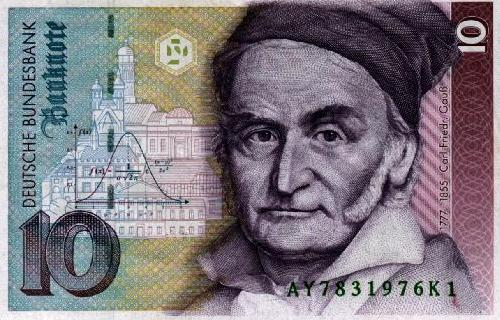 DEUTSCHE BUNDESBANK
Banknote
10
f(x)
10
1777 - 1855 Carl Friedr. Gauß
AY7831976K1